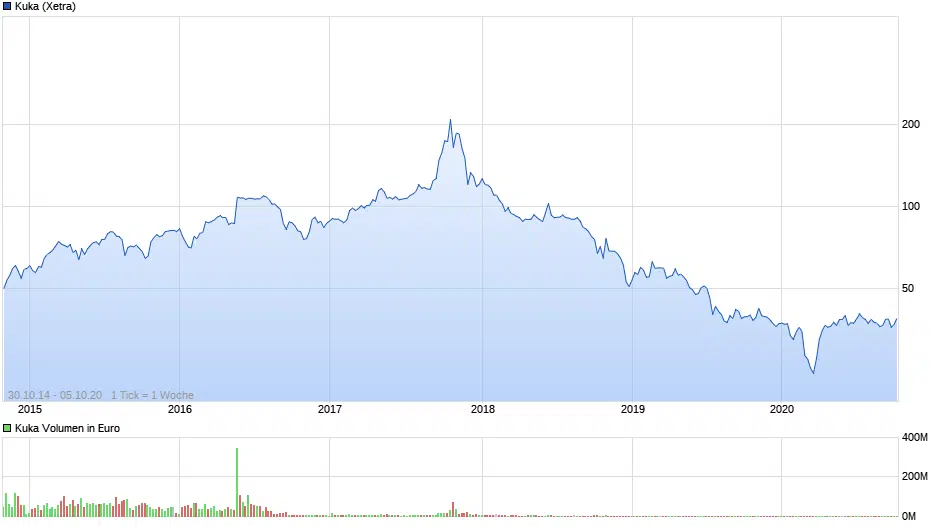 Kuka (Xetra)
200
100
50
30.10.14 - 05.10.20 1 Tick = 1 Woche
2015 2016 2017 2018 2019 2020
Kuka Volumen in Euro
400M
200M
0M